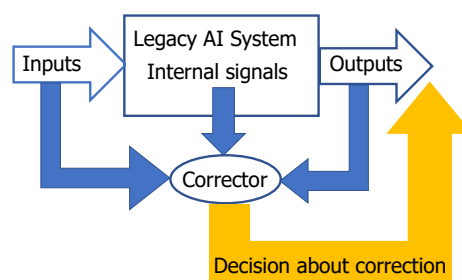 Legacy AI System
Inputs
Internal signals
Outputs
Corrector
Decision about correction